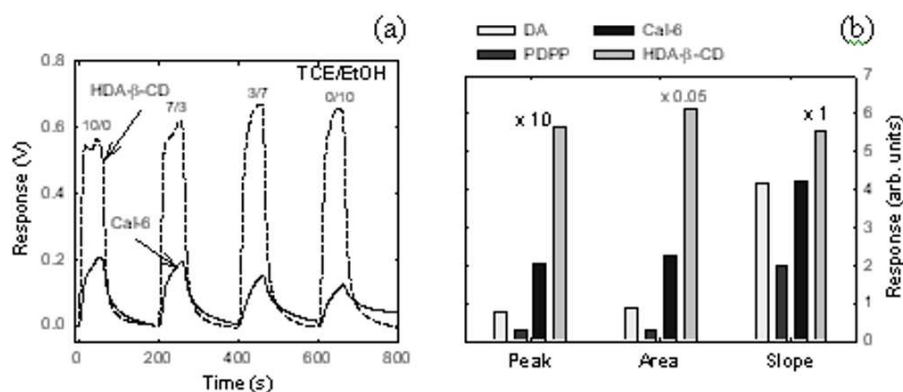 (a)
TCE/EtOH
HDA-β-CD
10/0
7/3
3/7
0/10
Cal-6
Response (V)
0.8
0.6
0.4
0.2
0.0
0
200
400
600
800
Time (s)
(b)
DA
Cal-6
PDPP
HDA-β-CD
x 10
x 0.05
x 1
7
6
5
4
3
2
1
0
Response (arb. units)
Peak
Area
Slope